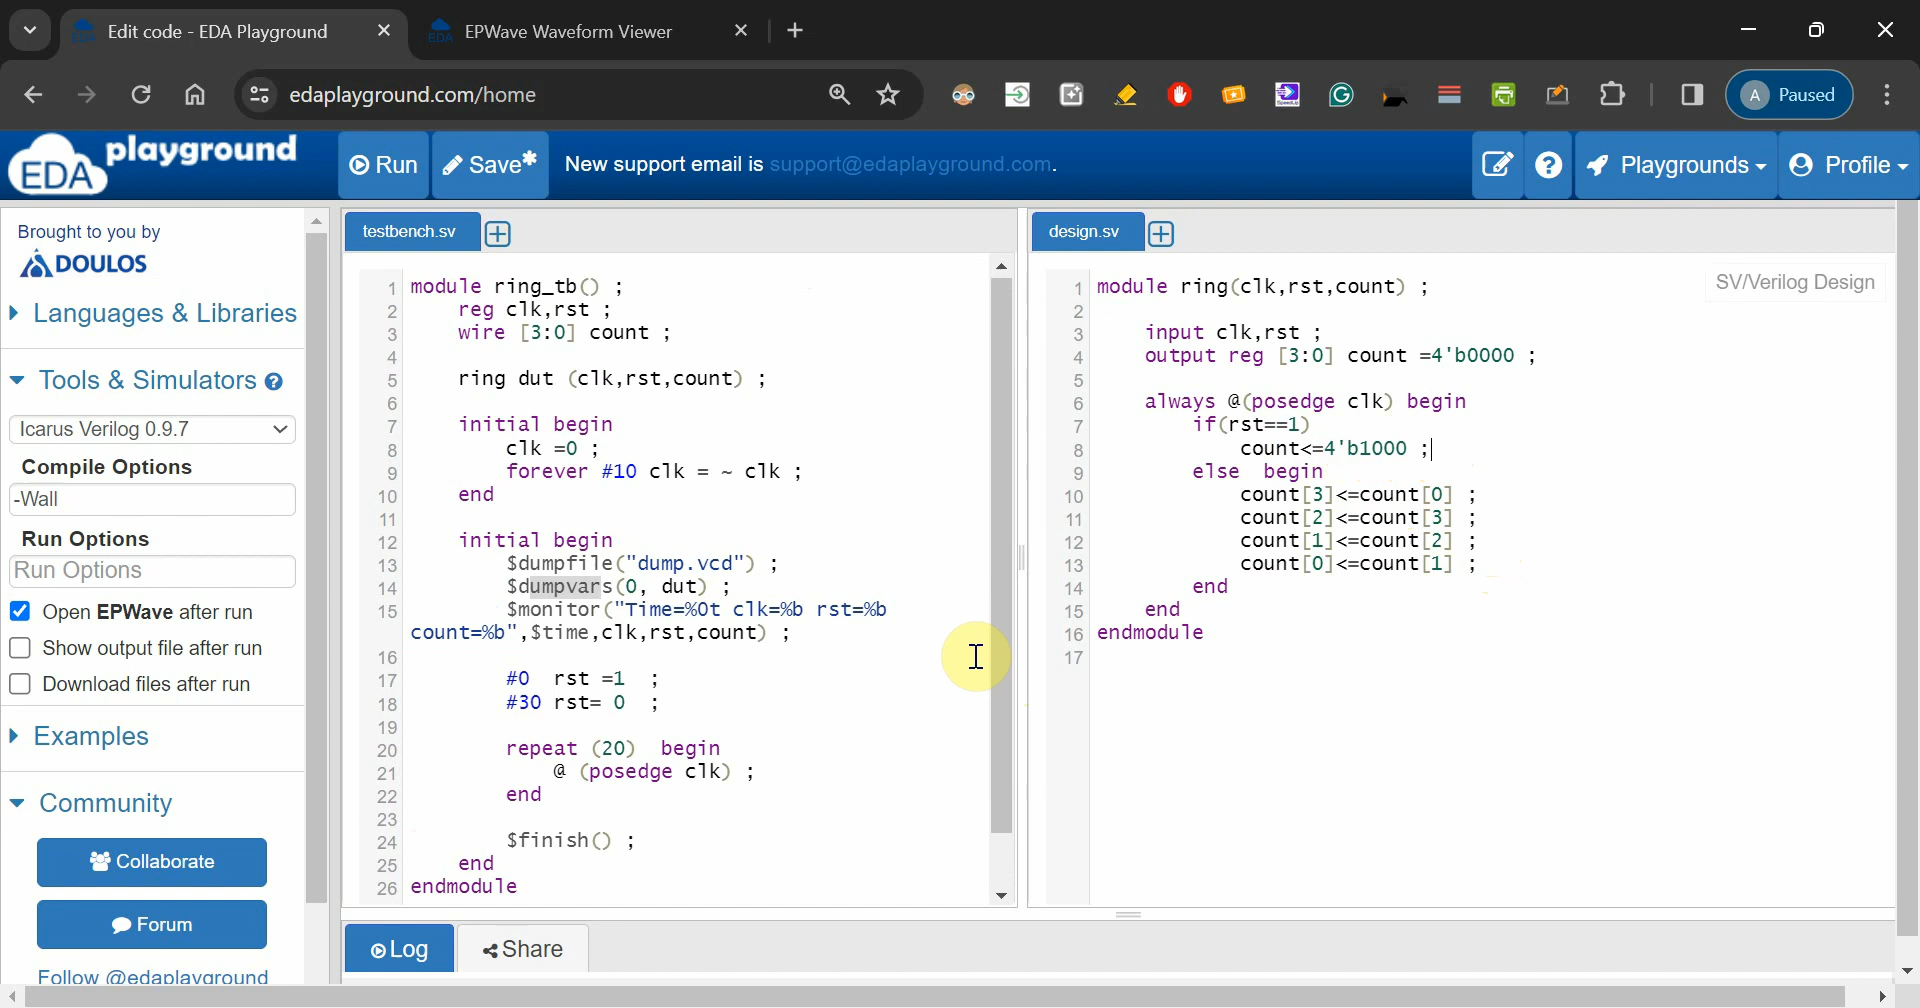 Edit code - EDA Playground
EPWave Waveform Viewer
edaplayground.com/home
A Paused
EDA playground
Run
Save*
New support email is support@edaplayground.com.
Playgrounds
Profile
Brought to you by
DOULOS
Languages & Libraries
Tools & Simulators
Icarus Verilog 0.9.7
Compile Options
-Wall
Run Options
Run Options
Open EPWave after run
Show output file after run
Download files after run
Examples
Community
Collaborate
Forum
Follow @edaplayground
testbench.sv
1 module ring_tb() ;
2 reg clk,rst ;
3 wire [3:0] count ;
4
5 ring dut (clk,rst,count) ;
6
7 initial begin
8 clk =0 ;
9 forever #10 clk = ~ clk ;
10 end
11
12 initial begin
13 $dumpfile("dump.vcd") ;
14 $dumpvars(0, dut) ;
15 $monitor("Time=%0t clk=%b rst=%b
count=%b",$time,clk,rst,count) ;
16
17 #0 rst =1 ;
18 #30 rst= 0 ;
19
20 repeat (20) begin
21 @ (posedge clk) ;
22 end
23
24 $finish() ;
25 end
26 endmodule
design.sv
SV/Verilog Design
1 module ring(clk,rst,count) ;
2
3 input clk,rst ;
4 output reg [3:0] count =4'b0000 ;
5
6 always @(posedge clk) begin
7 if(rst==1)
8 count<=4'b1000 ;
9 else begin
10 count[3]<=count[0] ;
11 count[2]<=count[3] ;
12 count[1]<=count[2] ;
13 count[0]<=count[1] ;
14 end
15 end
16 endmodule
17
Log
Share